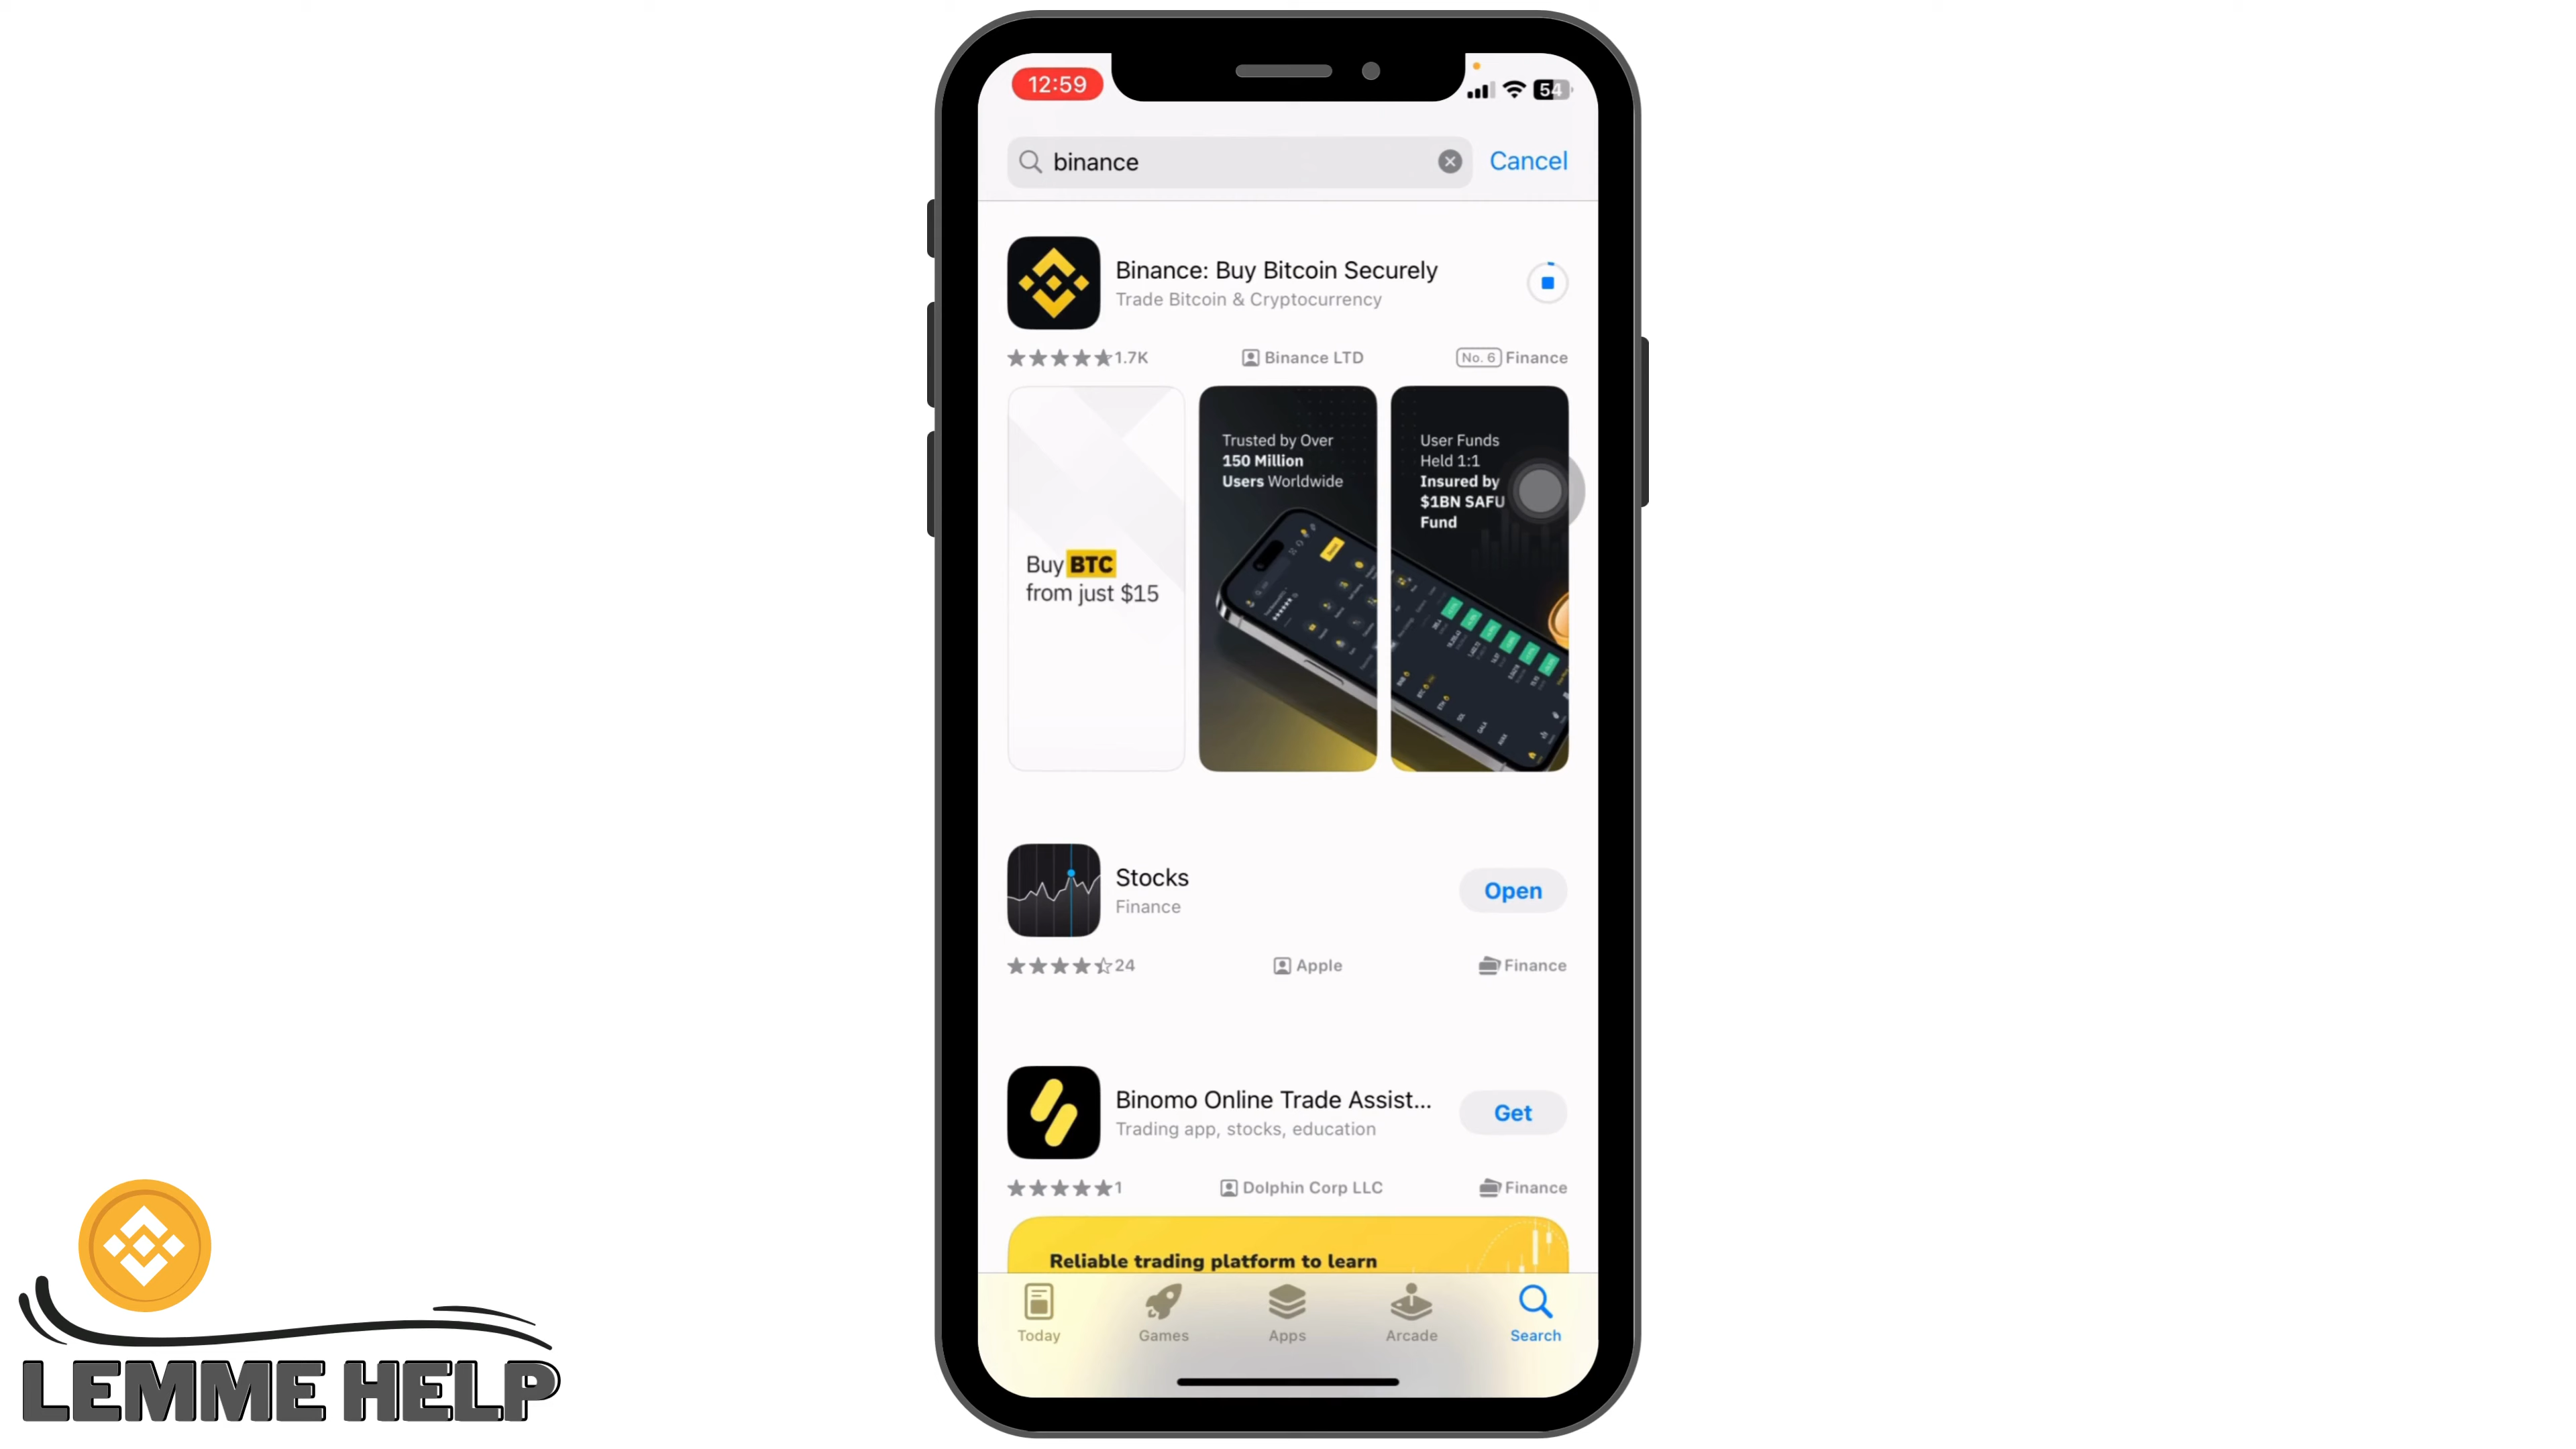 12:59
54
binance
Cancel
Binance: Buy Bitcoin Securely
Trade Bitcoin & Cryptocurrency
1.7K
Binance LTD
No. 6 Finance
Buy BTC
from just $15
Trusted by Over
150 Million
Users Worldwide
User Funds
Held 1:1
Insured by
$1BN SAFU
Fund
Stocks
Finance
Open
24
Apple
Finance
Binomo Online Trade Assist...
Trading app, stocks, education
Get
1
Dolphin Corp LLC
Finance
Reliable trading platform to learn
Today
Games
Apps
Arcade
Search
LEMME HELP